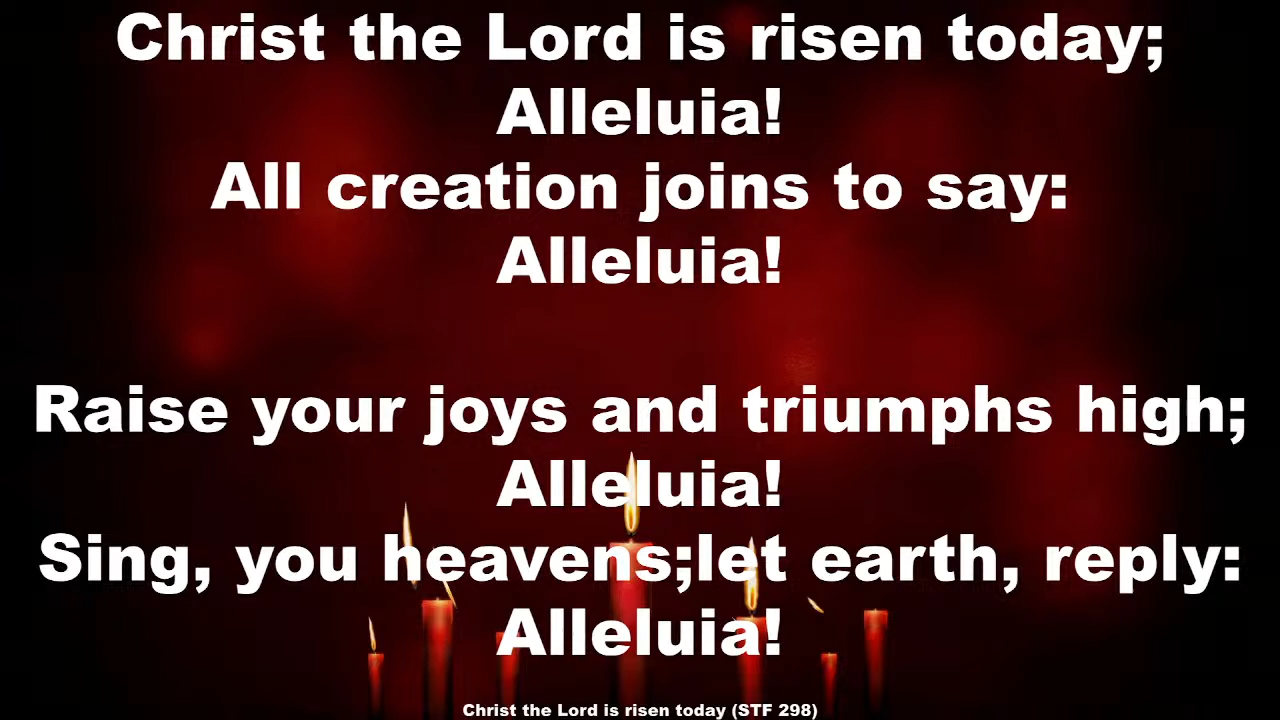 Christ the Lord is risen today;
Alleluia!
All creation joins to say:
Alleluia!
Raise your joys and triumphs high;
Alleluia!
Sing, you heavens;let earth, reply:
Alleluia!
Christ the Lord is risen today (STF 298)